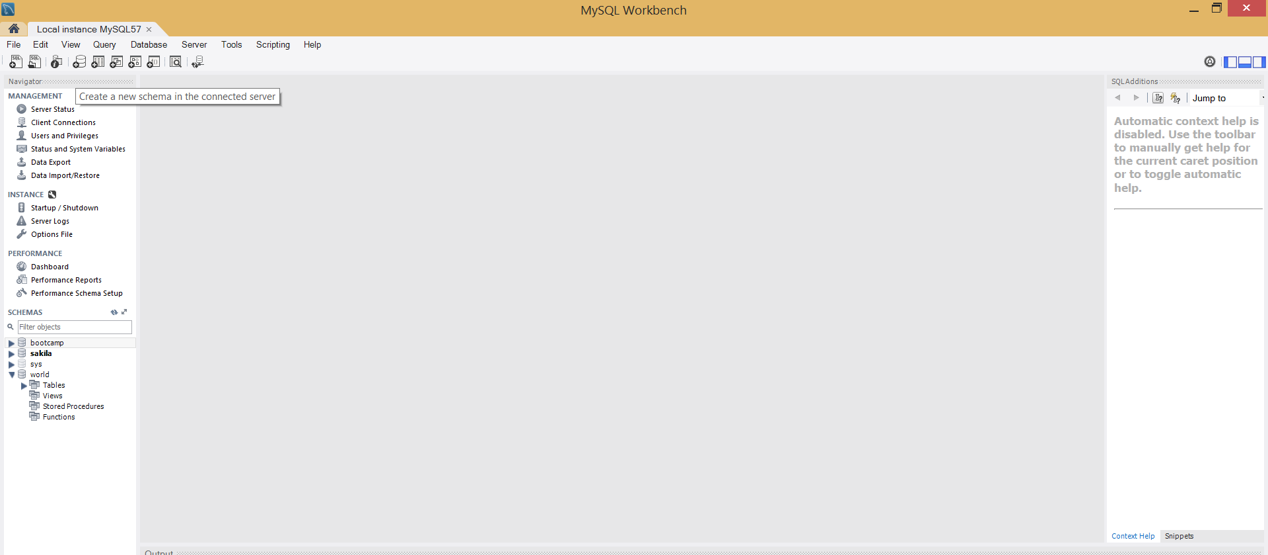 MySQL Workbench
Local instance MySQL57
File Edit View Query Database Server Tools Scripting Help
Navigator
Create a new schema in the connected server
MANAGEMENT
Server Status
Client Connections
Users and Privileges
Status and System Variables
Data Export
Data Import/Restore
INSTANCE
Startup / Shutdown
Server Logs
Options File
PERFORMANCE
Dashboard
Performance Reports
Performance Schema Setup
SCHEMAS
Filter objects
bootcamp
sakila
sys
world
Tables
Views
Stored Procedures
Functions
SQLAdditions
Jump to
Automatic context help is
disabled. Use the toolbar
to manually get help for
the current caret position
or to toggle automatic
help.
Context Help Snippets
Output